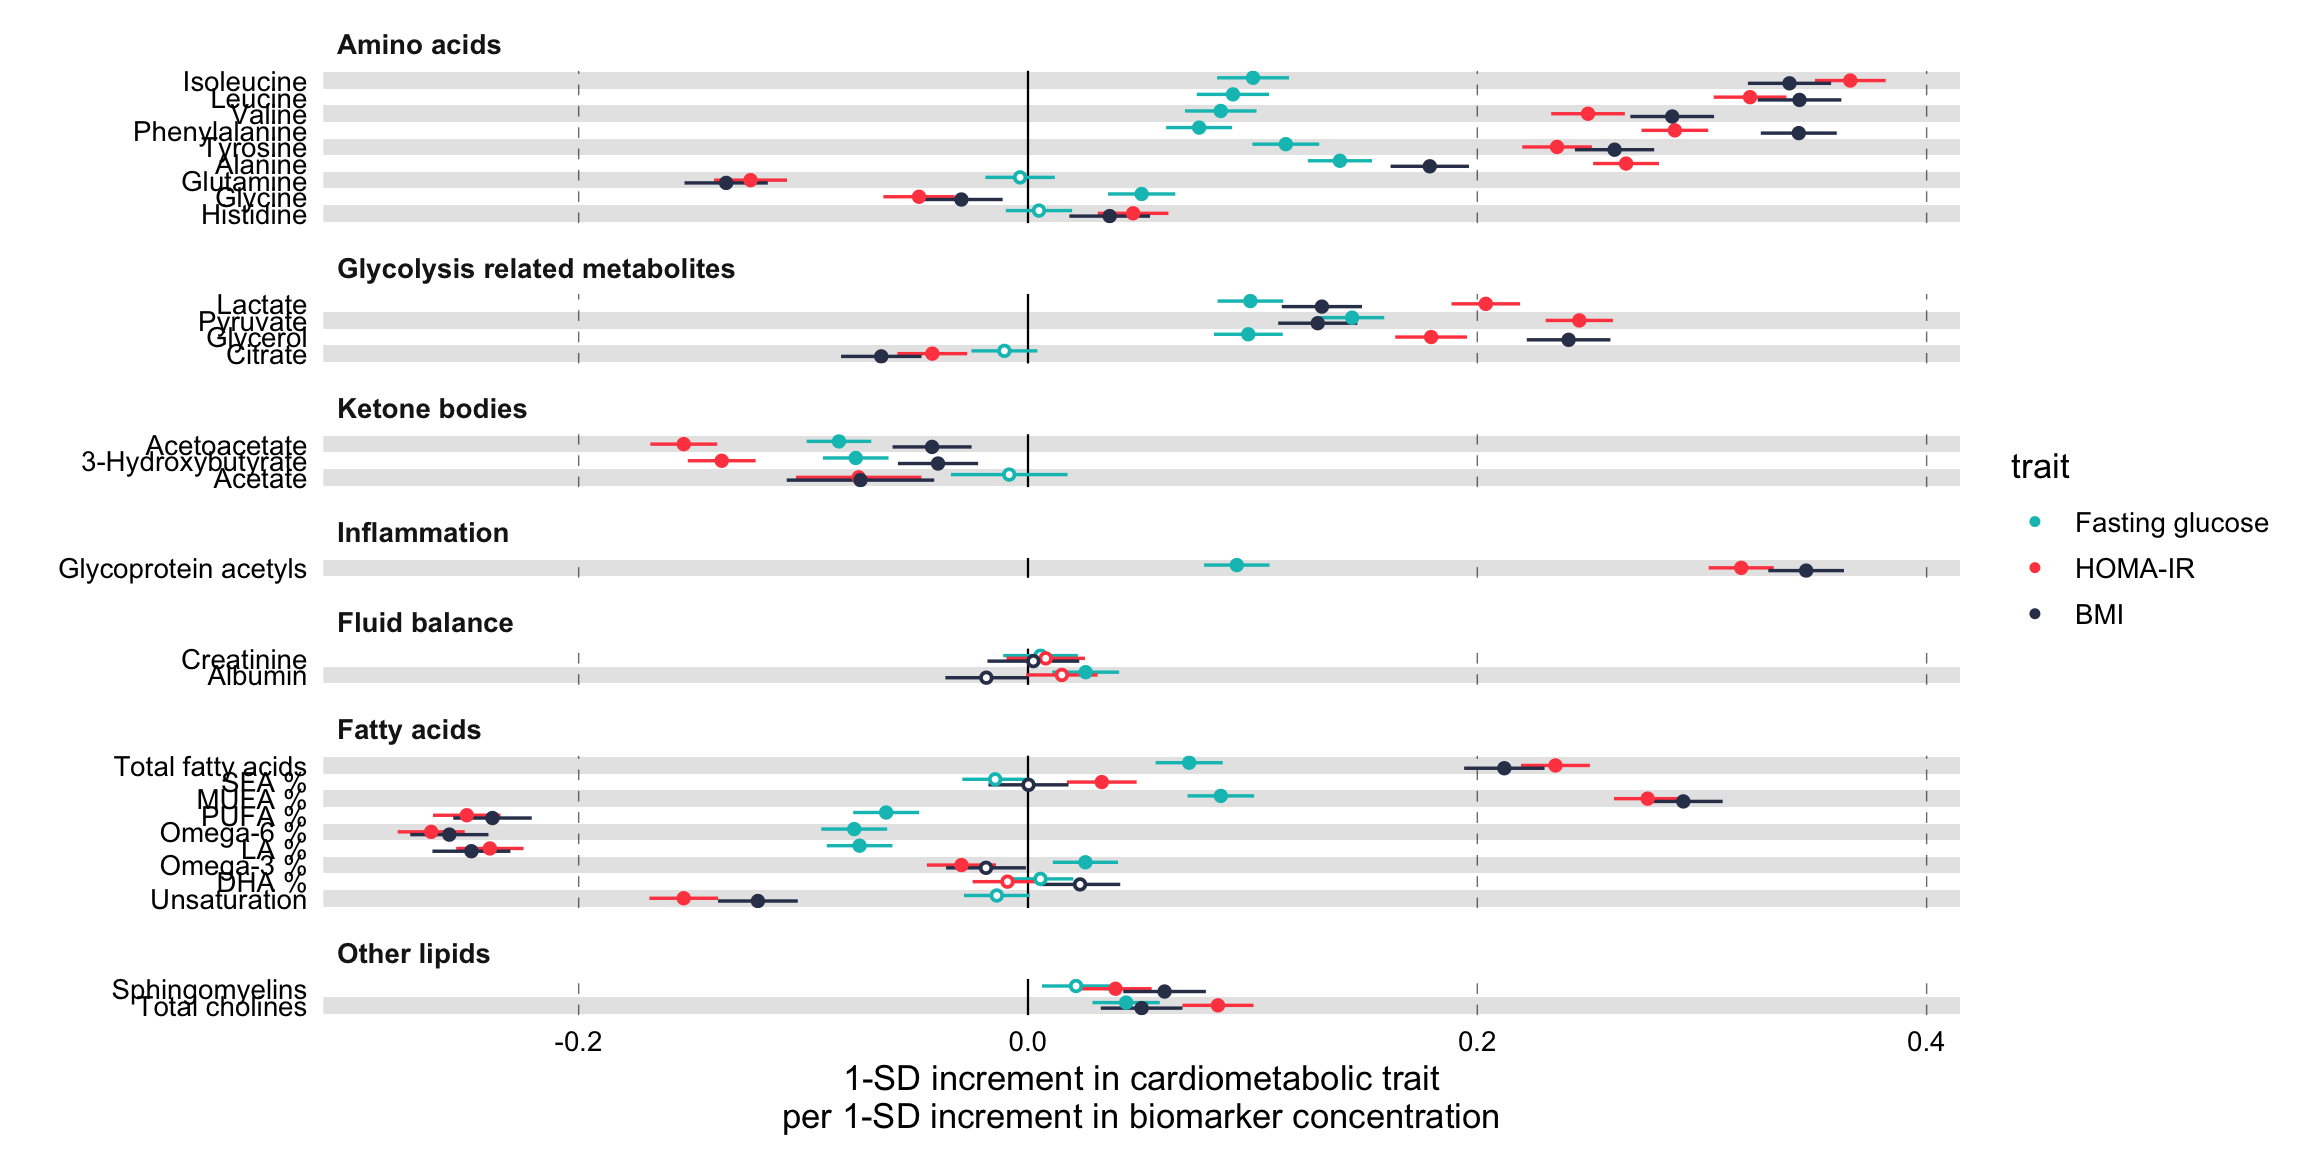 Amino acids
Isoleucine
Leucine
Valine
Phenylalanine
Tyrosine
Alanine
Glutamine
Glycine
Histidine
Glycolysis related metabolites
Lactate
Pyruvate
Glycerol
Citrate
Ketone bodies
Acetoacetate
3-Hydroxybutyrate
Acetate
Inflammation
Glycoprotein acetyls
Fluid balance
Creatinine
Albumin
Fatty acids
Total fatty acids
SFA %
MUFA %
PUFA %
Omega-6 %
LA %
Omega-3 %
DHA %
Unsaturation
Other lipids
Sphingomyelins
Total cholines
-0.2
0.0
0.2
0.4
1-SD increment in cardiometabolic trait
per 1-SD increment in biomarker concentration
trait
Fasting glucose
HOMA-IR
BMI